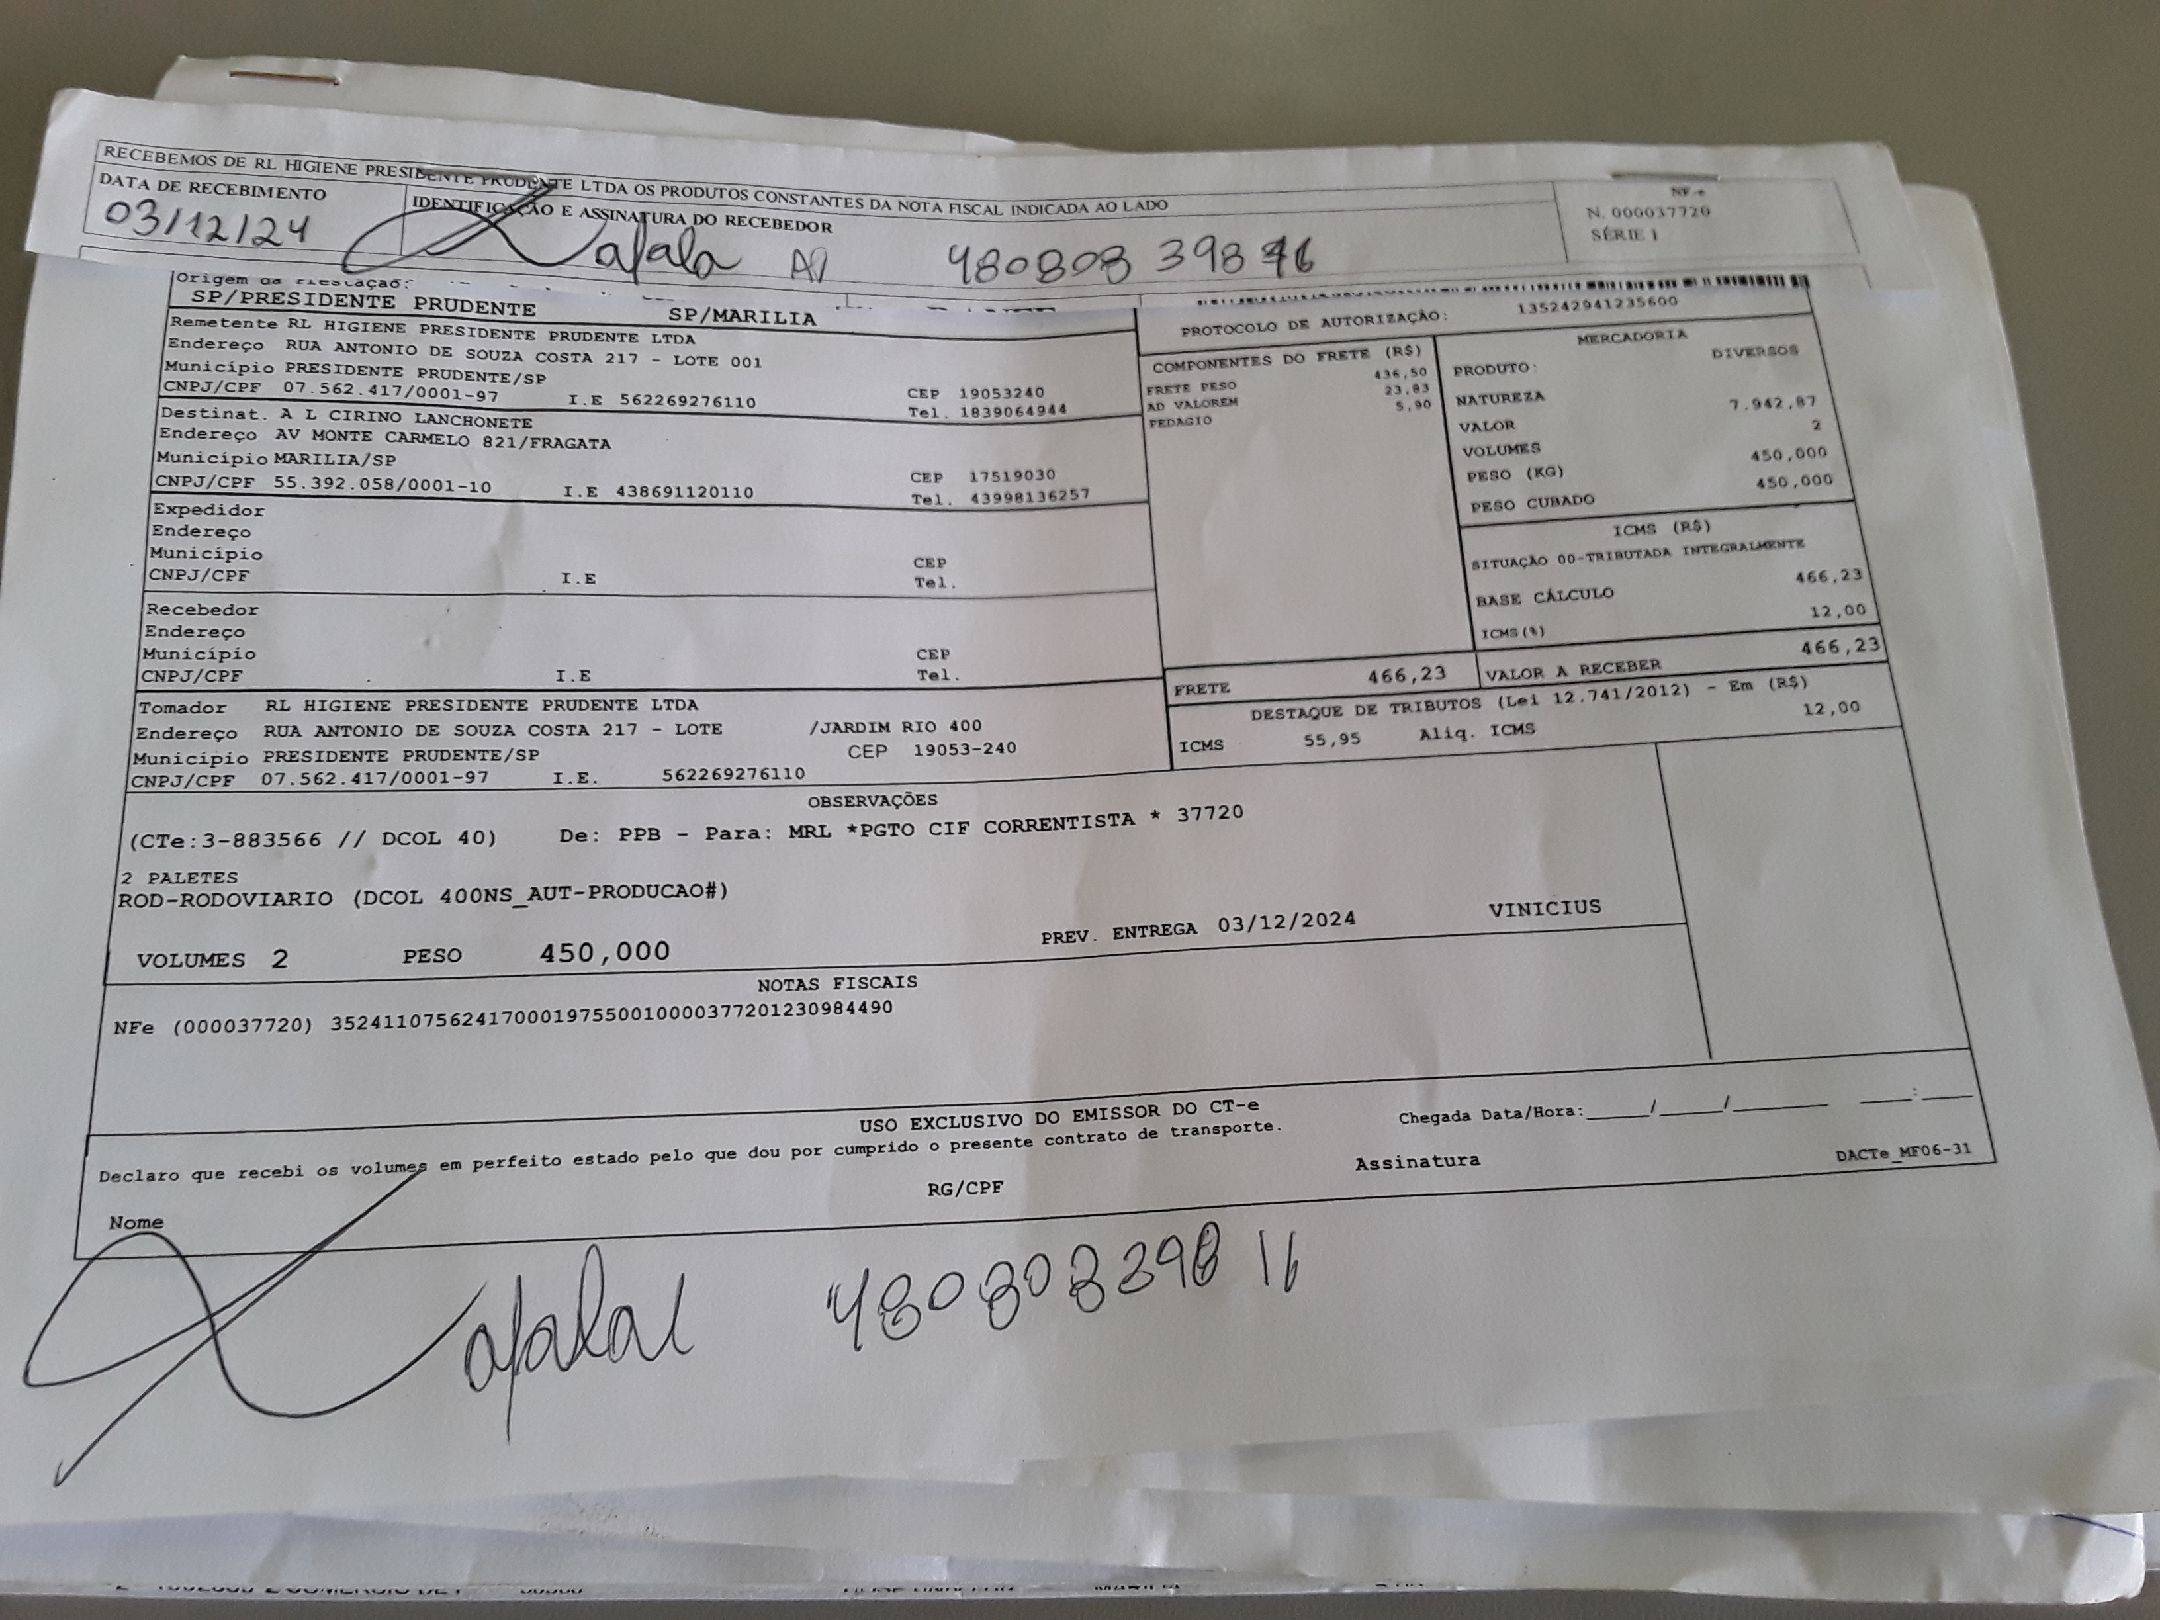 RECEBEMOS DE RL HIGIENE PRESIDENTE PRUDENTE LTDA OS PRODUTOS CONSTANTES DA NOTA FISCAL INDICADA AO LADO
DATA DE RECEBIMENTO
IDENTIFICAÇÃO E ASSINATURA DO RECEBEDOR
03/12/24
480808 398
NF-e
N. 000037720
SÉRIE 1
SP/PRESIDENTE PRUDENTE SP/MARILIA
Remetente RL HIGIENE PRESIDENTE PRUDENTE LTDA
Endereço RUA ANTONIO DE SOUZA COSTA 217 - LOTE 001
Município PRESIDENTE PRUDENTE/SP CEP 19053240
CNPJ/CPF 07.562.417/0001-97 I.E 562269276110 Tel. 1839064944
Destinat. A L CIRINO LANCHONETE
Endereço AV MONTE CARMELO 821/FRAGATA
Município MARILIA/SP CEP 17519030
CNPJ/CPF 55.392.058/0001-10 I.E 438691120110 Tel. 43998136257
Expedidor
Endereço
Município CEP
CNPJ/CPF I.E Tel.
Recebedor
Endereço
Município CEP
CNPJ/CPF I.E Tel.
Tomador RL HIGIENE PRESIDENTE PRUDENTE LTDA
Endereço RUA ANTONIO DE SOUZA COSTA 217 - LOTE /JARDIM RIO 400
Município PRESIDENTE PRUDENTE/SP CEP 19053-240
CNPJ/CPF 07.562.417/0001-97 I.E. 562269276110
PROTOCOLO DE AUTORIZAÇÃO: 135242941235600
COMPONENTES DO FRETE (R$)
FRETE PESO 436,50
AD VALOREM 23,83
PEDAGIO 5,90
MERCADORIA
PRODUTO: DIVERSOS
NATUREZA
VALOR 7.942,87
VOLUMES 2
PESO (KG) 450,000
PESO CUBADO 450,000
ICMS (R$)
SITUAÇÃO 00-TRIBUTADA INTEGRALMENTE
BASE CÁLCULO 466,23
ICMS(%) 12,00
FRETE 466,23
VALOR A RECEBER 466,23
DESTAQUE DE TRIBUTOS (Lei 12.741/2012) - Em (R$)
ICMS 55,95 Aliq. ICMS 12,00
OBSERVAÇÕES
(CTe:3-883566 // DCOL 40) De: PPB - Para: MRL *PGTO CIF CORRENTISTA * 37720
2 PALETES
ROD-RODOVIARIO (DCOL 400NS_AUT-PRODUCAO#)
VOLUMES 2 PESO 450,000 PREV. ENTREGA 03/12/2024 VINICIUS
NOTAS FISCAIS
NFe (000037720) 35241107562417000197550010000377201230984490
USO EXCLUSIVO DO EMISSOR DO CT-e
Declaro que recebi os volumes em perfeito estado pelo que dou por cumprido o presente contrato de transporte.
Chegada Data/Hora:_____/_____/________ ____:____
Nome RG/CPF Assinatura DACTe_MF06-31